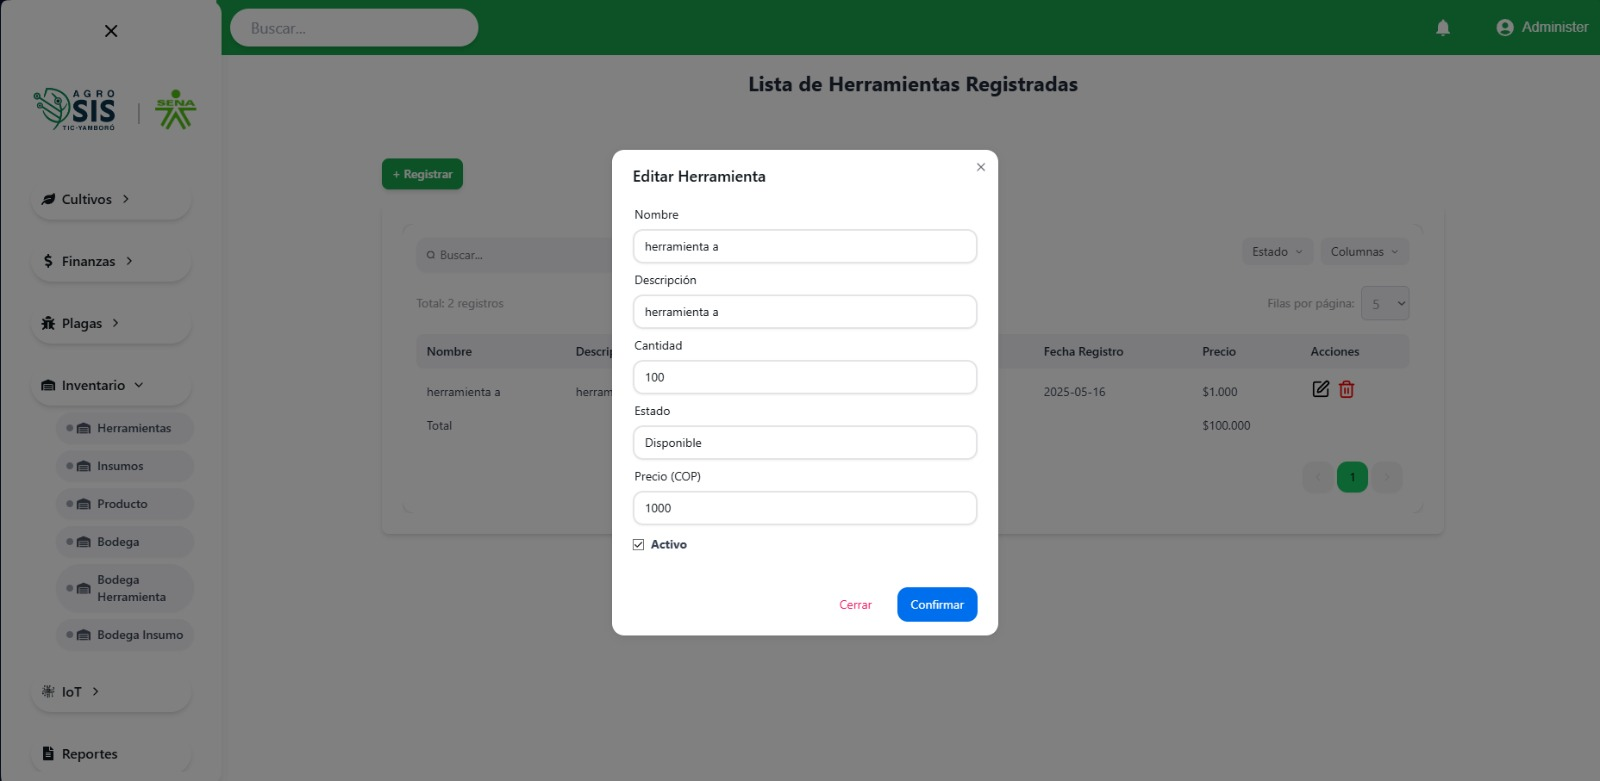 Buscar...
Administer
AGRO
SIS
TIC-YAMBORÓ
SENA
Lista de Herramientas Registradas
+ Registrar
Cultivos
Finanzas
Plagas
Inventario
Herramientas
Insumos
Producto
Bodega
Bodega
Herramienta
Bodega Insumo
IoT
Reportes
Buscar...
Estado
Columnas
Total: 2 registros
Filas por página:
5
Nombre
Descrip
Fecha Registro
Precio
Acciones
herramienta a
herram
2025-05-16
$1.000
Total
$100.000
1
Editar Herramienta
Nombre
herramienta a
Descripción
herramienta a
Cantidad
100
Estado
Disponible
Precio (COP)
1000
Activo
Cerrar
Confirmar